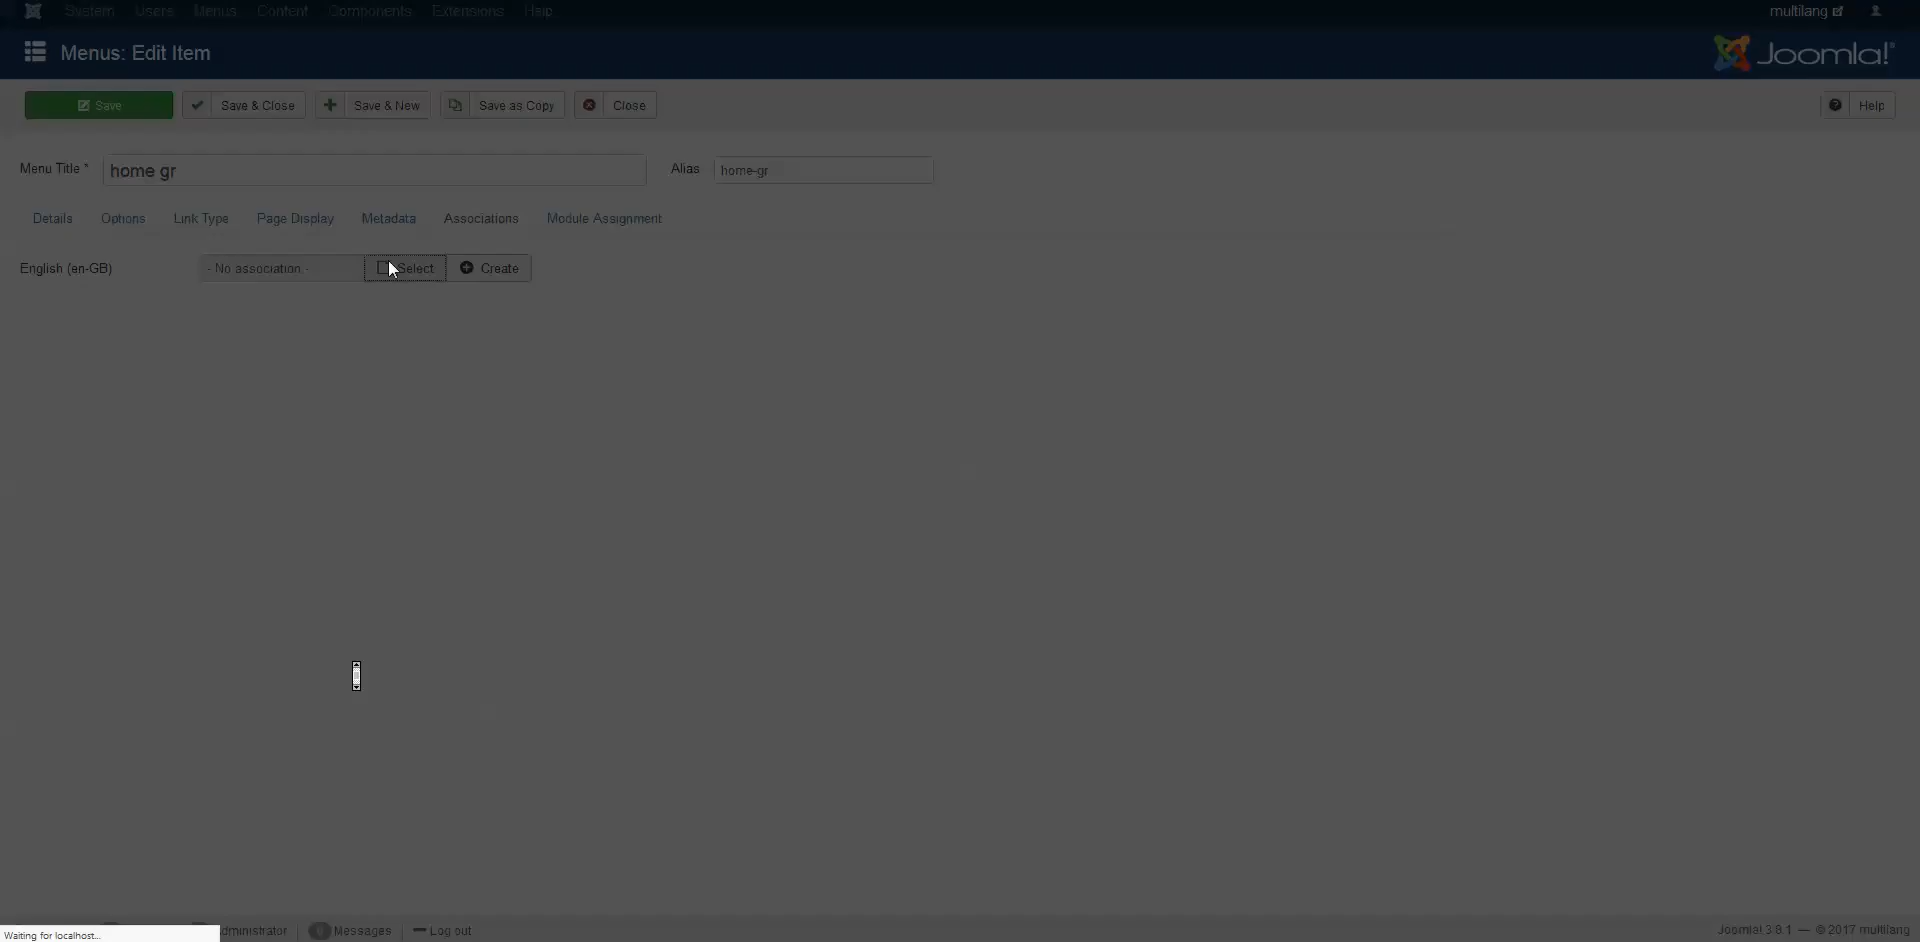 System Users Menus Content Components Extensions Help multilang
Menus: Edit Item Joomla!®
Save Save & Close Save & New Save as Copy Close Help
Menu Title * home gr Alias home-gr
Details Options Link Type Page Display Metadata Associations Module Assignment
English (en-GB) - No association - Select Create
Waiting for localhost... Messages Log out Joomla! 3.8.1 — © 2017 multilang